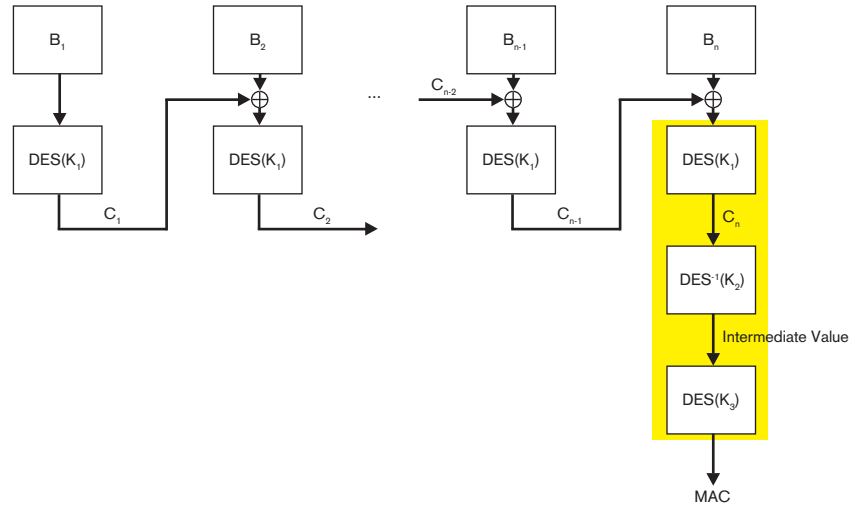 B₁ B₂ Bₙ₋₁ Bₙ
... Cₙ₋₂
DES(K₁) DES(K₁) DES(K₁) DES(K₁)
C₁ C₂ Cₙ₋₁ Cₙ
DES⁻¹(K₂)
Intermediate Value
DES(K₃)
MAC